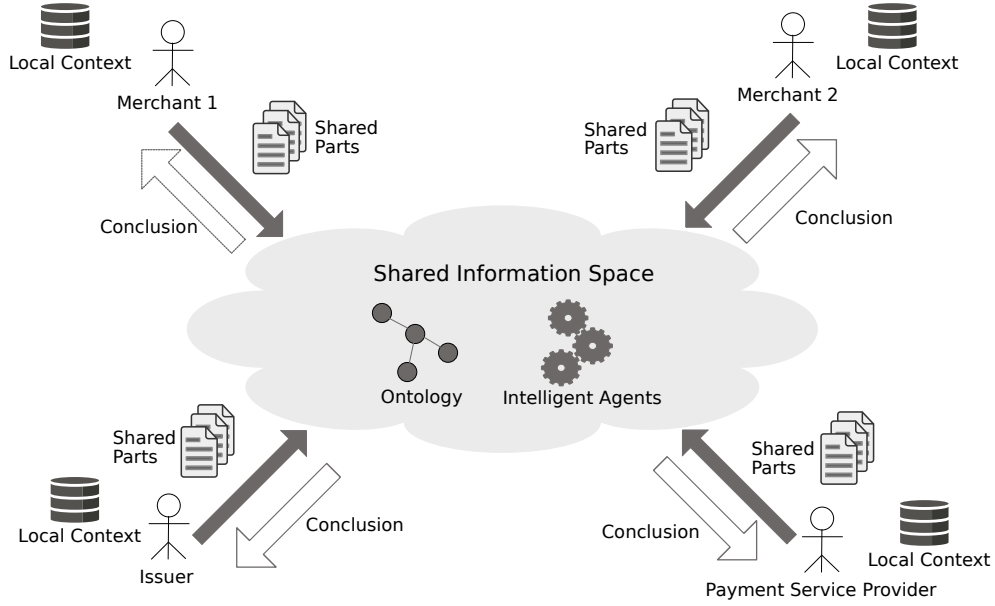 Local Context
Merchant 1
Shared
Parts
Conclusion
Merchant 2
Local Context
Shared
Parts
Conclusion
Shared Information Space
Ontology
Intelligent Agents
Shared
Parts
Local Context
Issuer
Conclusion
Shared
Parts
Conclusion
Local Context
Payment Service Provider